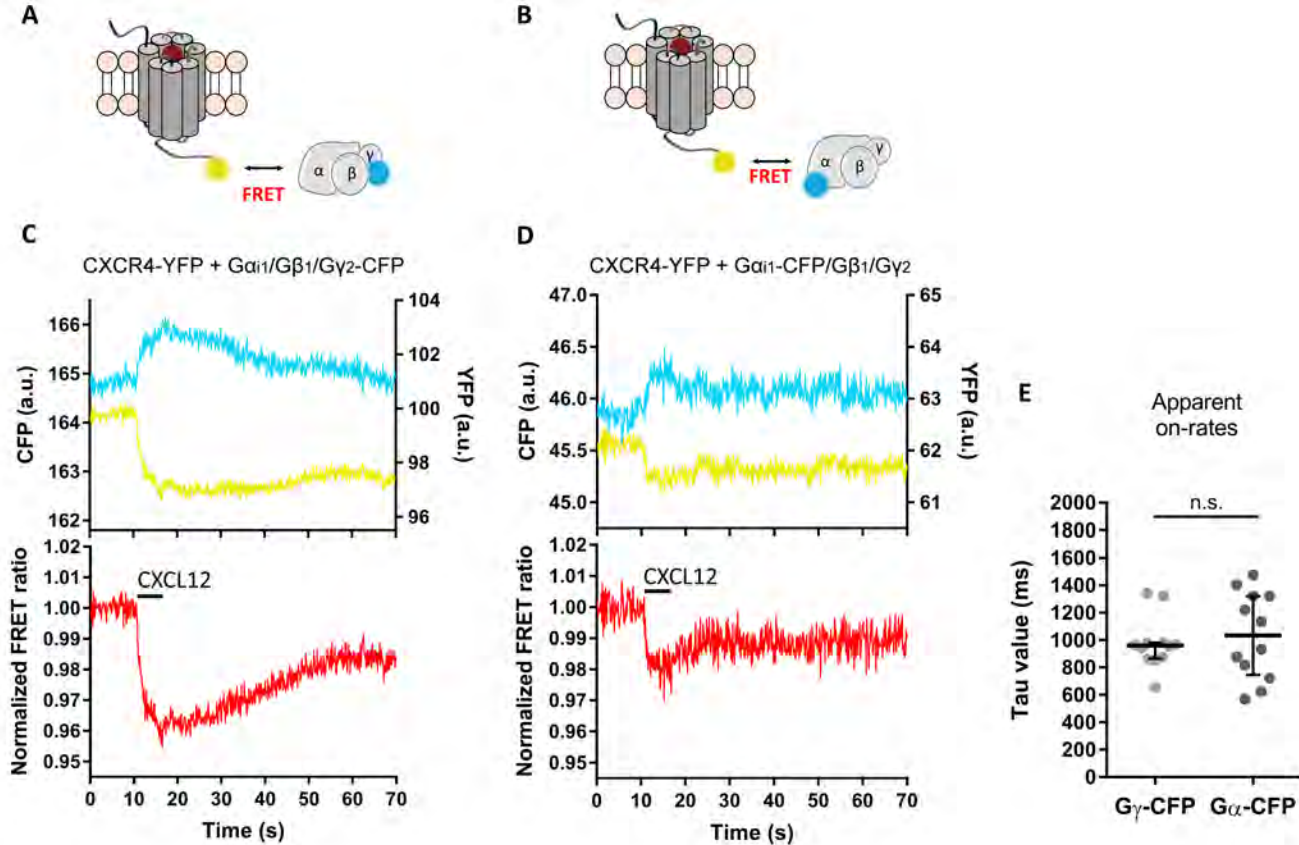 A
B
α
β
γ
FRET
α
β
γ
FRET
C
D
CXCR4-YFP + Gαi1/Gβ1/Gγ2-CFP
CXCR4-YFP + Gαi1-CFP/Gβ1/Gγ2
166
165
164
163
162
CFP (a.u.)
104
102
100
98
96
YFP (a.u.)
47.0
46.5
46.0
45.5
45.0
CFP (a.u.)
65
64
63
62
61
YFP (a.u.)
1.02
1.01
1.00
0.99
0.98
0.97
0.96
0.95
Normalized FRET ratio
CXCL12
0 10 20 30 40 50 60 70
Time (s)
1.02
1.01
1.00
0.99
0.98
0.97
0.96
0.95
Normalized FRET ratio
CXCL12
0 10 20 30 40 50 60 70
Time (s)
E
Apparent
on-rates
n.s.
2000
1800
1600
1400
1200
1000
800
600
400
200
0
Tau value (ms)
Gγ-CFP Gα-CFP